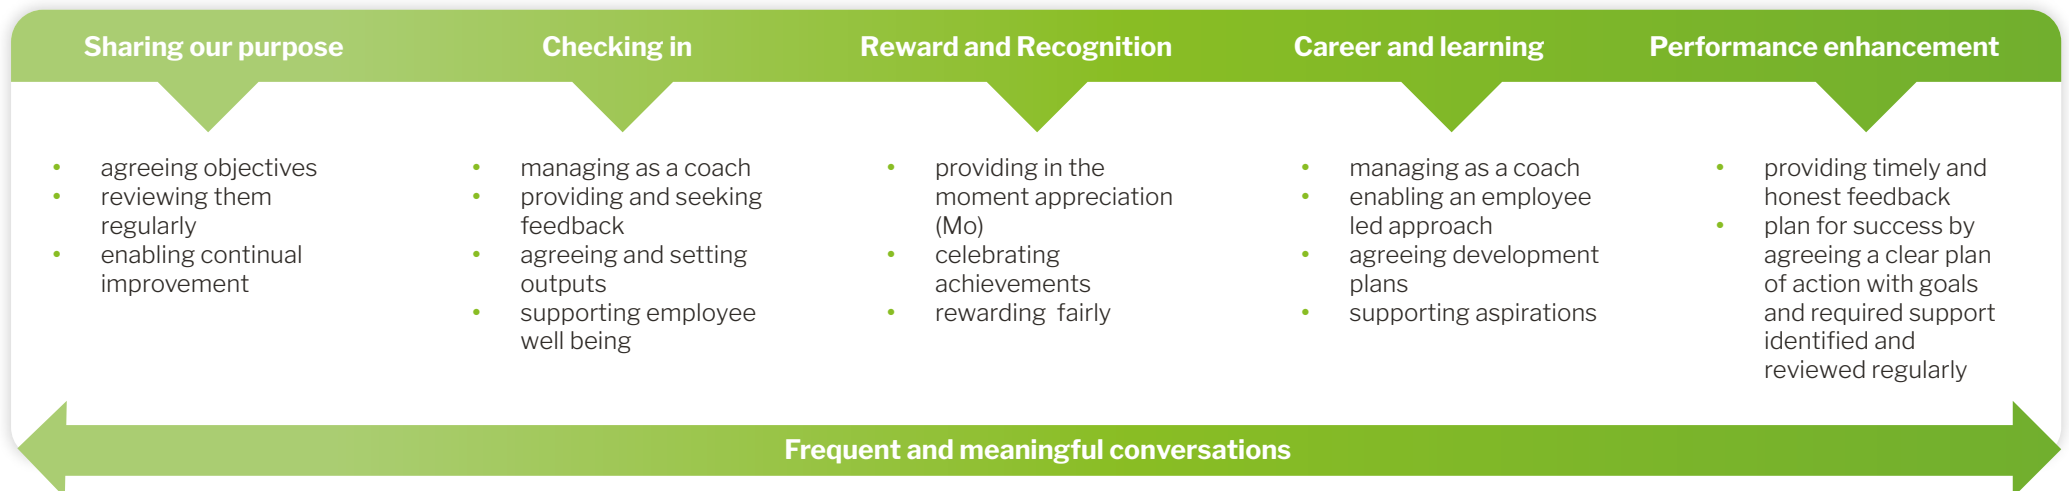 Sharing our purpose
• agreeing objectives
• reviewing them
regularly
• enabling continual
improvement
Checking in
• managing as a coach
• providing and seeking
feedback
• agreeing and setting
outputs
• supporting employee
well being
Reward and Recognition
• providing in the
moment appreciation
(Mo)
• celebrating
achievements
• rewarding  fairly
Career and learning
• managing as a coach
• enabling an employee
led approach
• agreeing development
plans
• supporting aspirations
Performance enhancement
• providing timely and
honest feedback
• plan for success by
agreeing a clear plan
of action with goals
and required support
identified and
reviewed regularly
Frequent and meaningful conversations